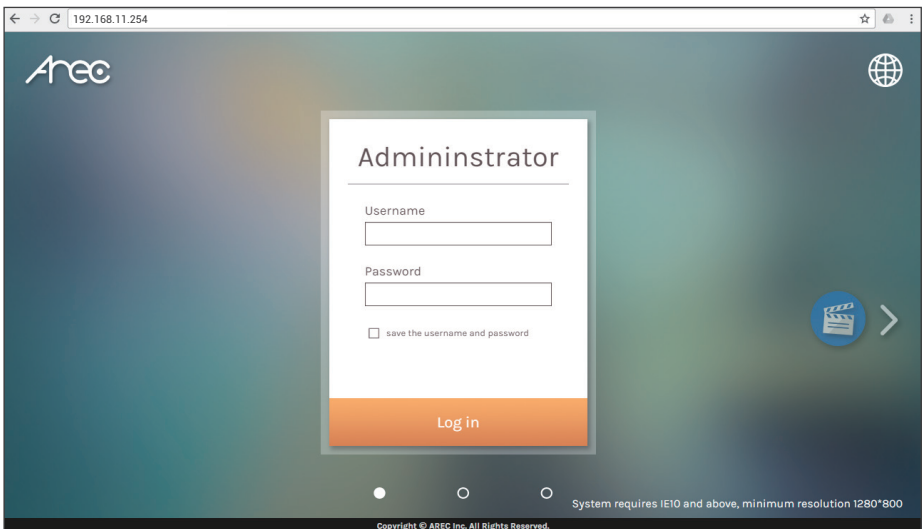 192.168.11.254
Arec
Admininstrator
Username
Password
save the username and password
Log in
System requires IE10 and above, minimum resolution 1280*800
Copyright © AREC Inc. All Rights Reserved.